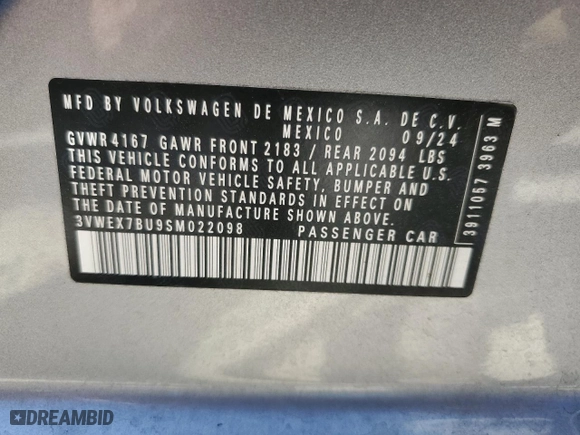 MFD BY VOLKSWAGEN DE MEXICO S.A. DE C.V.
MEXICO 09/24
GVWR 4167 GAWR FRONT 2183 / REAR 2094 LBS
THIS VEHICLE CONFORMS TO ALL APPLICABLE U.S.
FEDERAL MOTOR VEHICLE SAFETY, BUMPER AND
THEFT PREVENTION STANDARDS IN EFFECT ON
THE DATE OF MANUFACTURE SHOWN ABOVE.
3VWEX7BU9SM022098 PASSENGER CAR
3911057 3963 M
DREAMBID